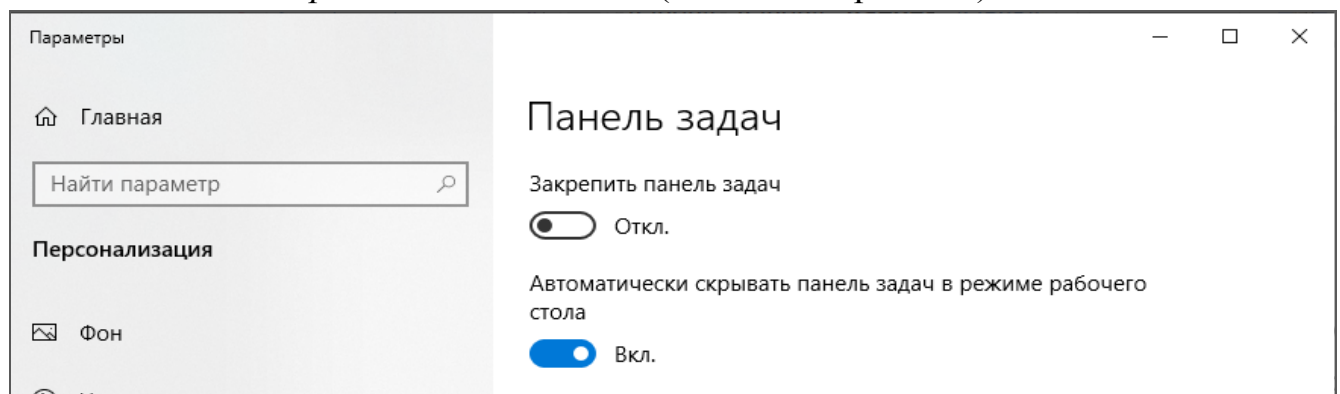 Параметры
Главная
Найти параметр
Персонализация
Фон
Панель задач
Закрепить панель задач
Откл.
Автоматически скрывать панель задач в режиме рабочего
стола
Вкл.